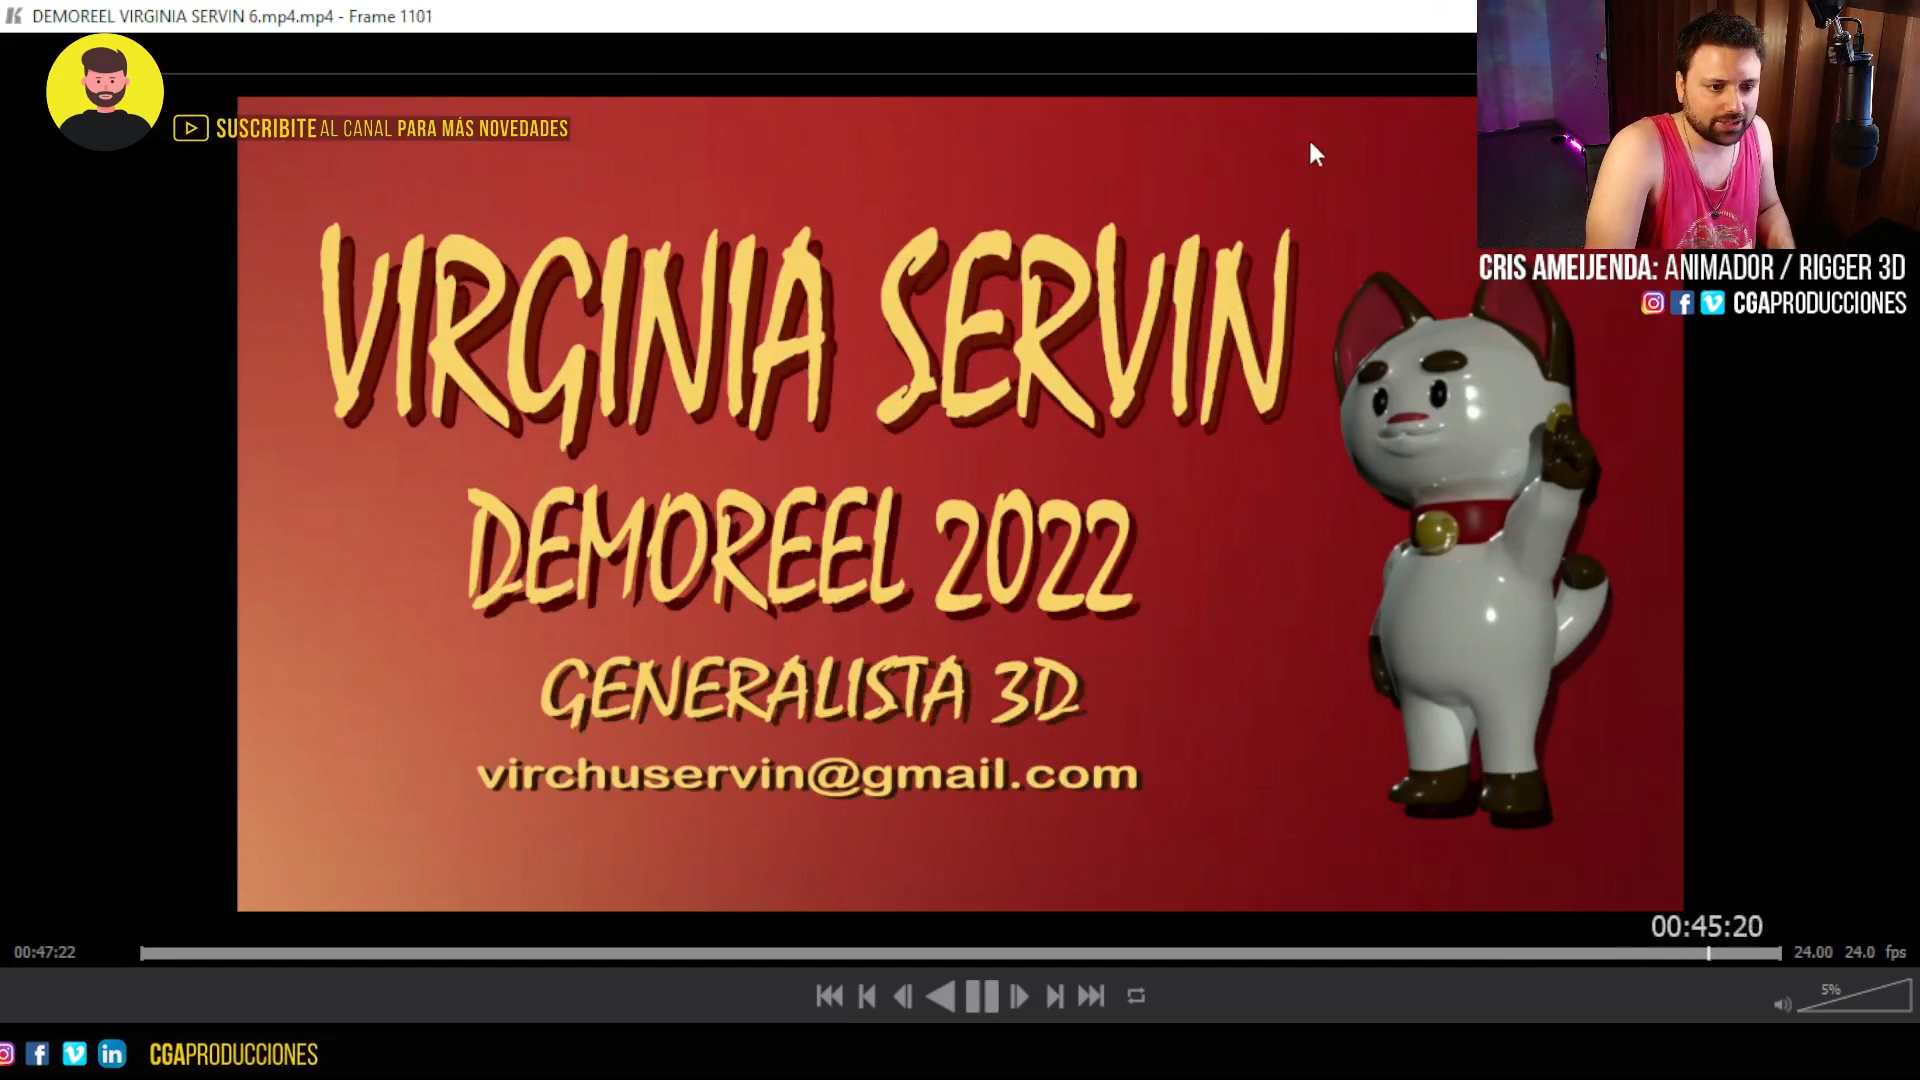 DEMOREEL VIRGINIA SERVIN 6.mp4.mp4 - Frame 1101
SUSCRIBITE AL CANAL PARA MÁS NOVEDADES
CRIS AMEIJENDA: ANIMADOR / RIGGER 3D
CGAPRODUCCIONES
VIRGINIA SERVIN
DEMOREEL 2022
GENERALISTA 3D
virchuservin@gmail.com
00:45:20
00:47:22
24.00 24.0 fps
5%
CGAPRODUCCIONES